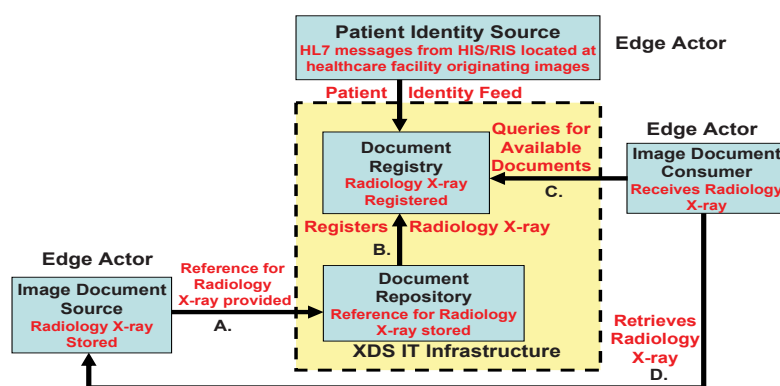 Patient Identity Source
HL7 messages from HIS/RIS located at
healthcare facility originating images
Edge Actor
Patient Identity Feed
Document
Registry
Radiology X-ray
Registered
Queries for
Available
Documents
C.
Edge Actor
Image Document
Consumer
Receives Radiology
X-ray
Registers Radiology X-ray
B.
Edge Actor
Image Document
Source
Radiology X-ray
Stored
Reference for
Radiology
X-ray provided
A.
Document
Repository
Reference for Radiology
X-ray stored
XDS IT Infrastructure
Retrieves
Radiology
X-ray
D.